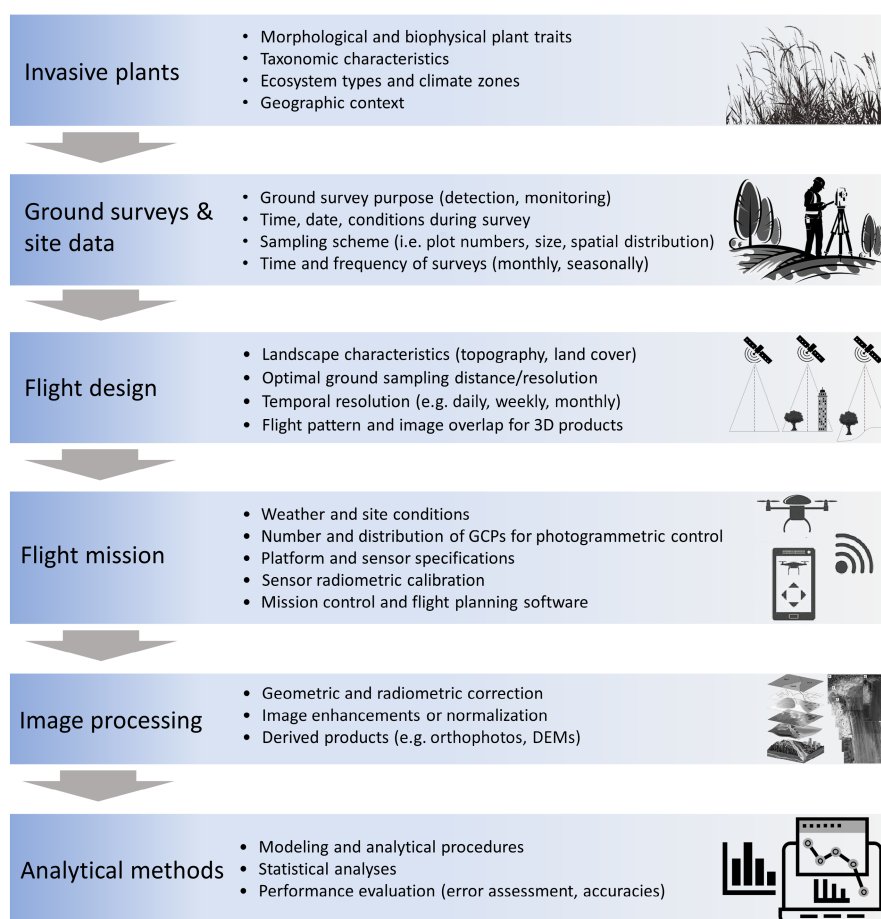 Invasive plants
• Morphological and biophysical plant traits
• Taxonomic characteristics
• Ecosystem types and climate zones
• Geographic context
Ground surveys &
site data
• Ground survey purpose (detection, monitoring)
• Time, date, conditions during survey
• Sampling scheme (i.e. plot numbers, size, spatial distribution)
• Time and frequency of surveys (monthly, seasonally)
Flight design
• Landscape characteristics (topography, land cover)
• Optimal ground sampling distance/resolution
• Temporal resolution (e.g. daily, weekly, monthly)
• Flight pattern and image overlap for 3D products
Flight mission
• Weather and site conditions
• Number and distribution of GCPs for photogrammetric control
• Platform and sensor specifications
• Sensor radiometric calibration
• Mission control and flight planning software
Image processing
• Geometric and radiometric correction
• Image enhancements or normalization
• Derived products (e.g. orthophotos, DEMs)
Analytical methods
• Modeling and analytical procedures
• Statistical analyses
• Performance evaluation (error assessment, accuracies)